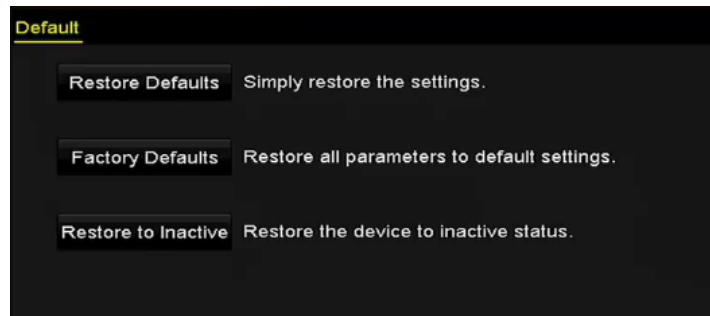 Default
Restore Defaults Simply restore the settings.
Factory Defaults Restore all parameters to default settings.
Restore to Inactive Restore the device to inactive status.